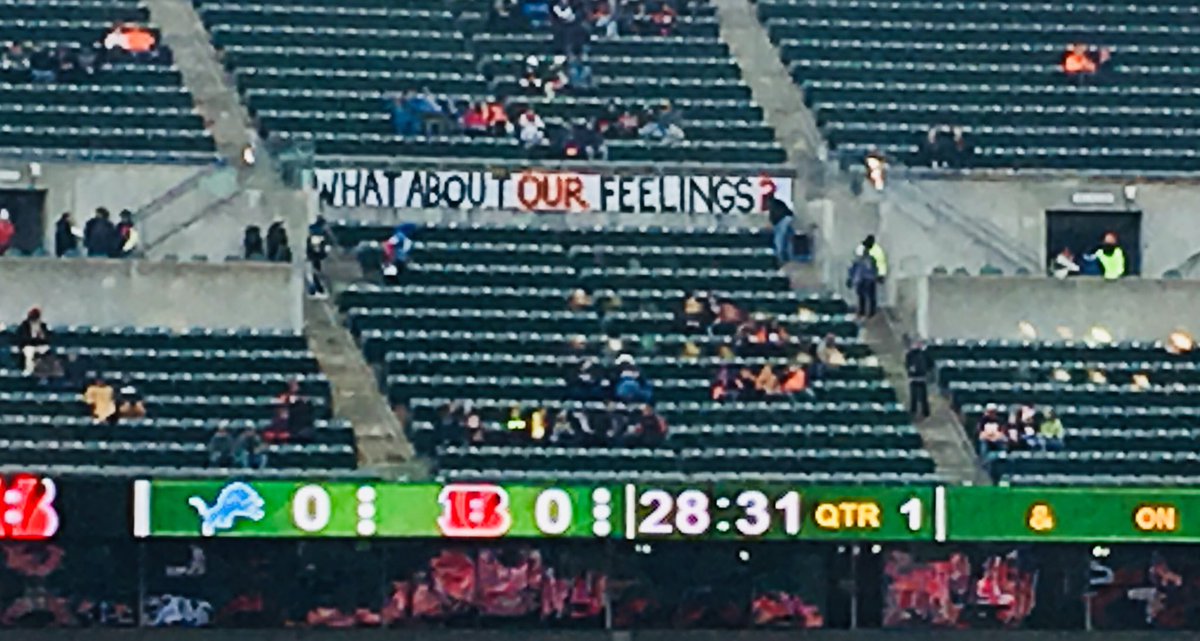 WHAT ABOUT OUR FEELINGS?
B 0 B 0 28:31 QTR 1 & ON